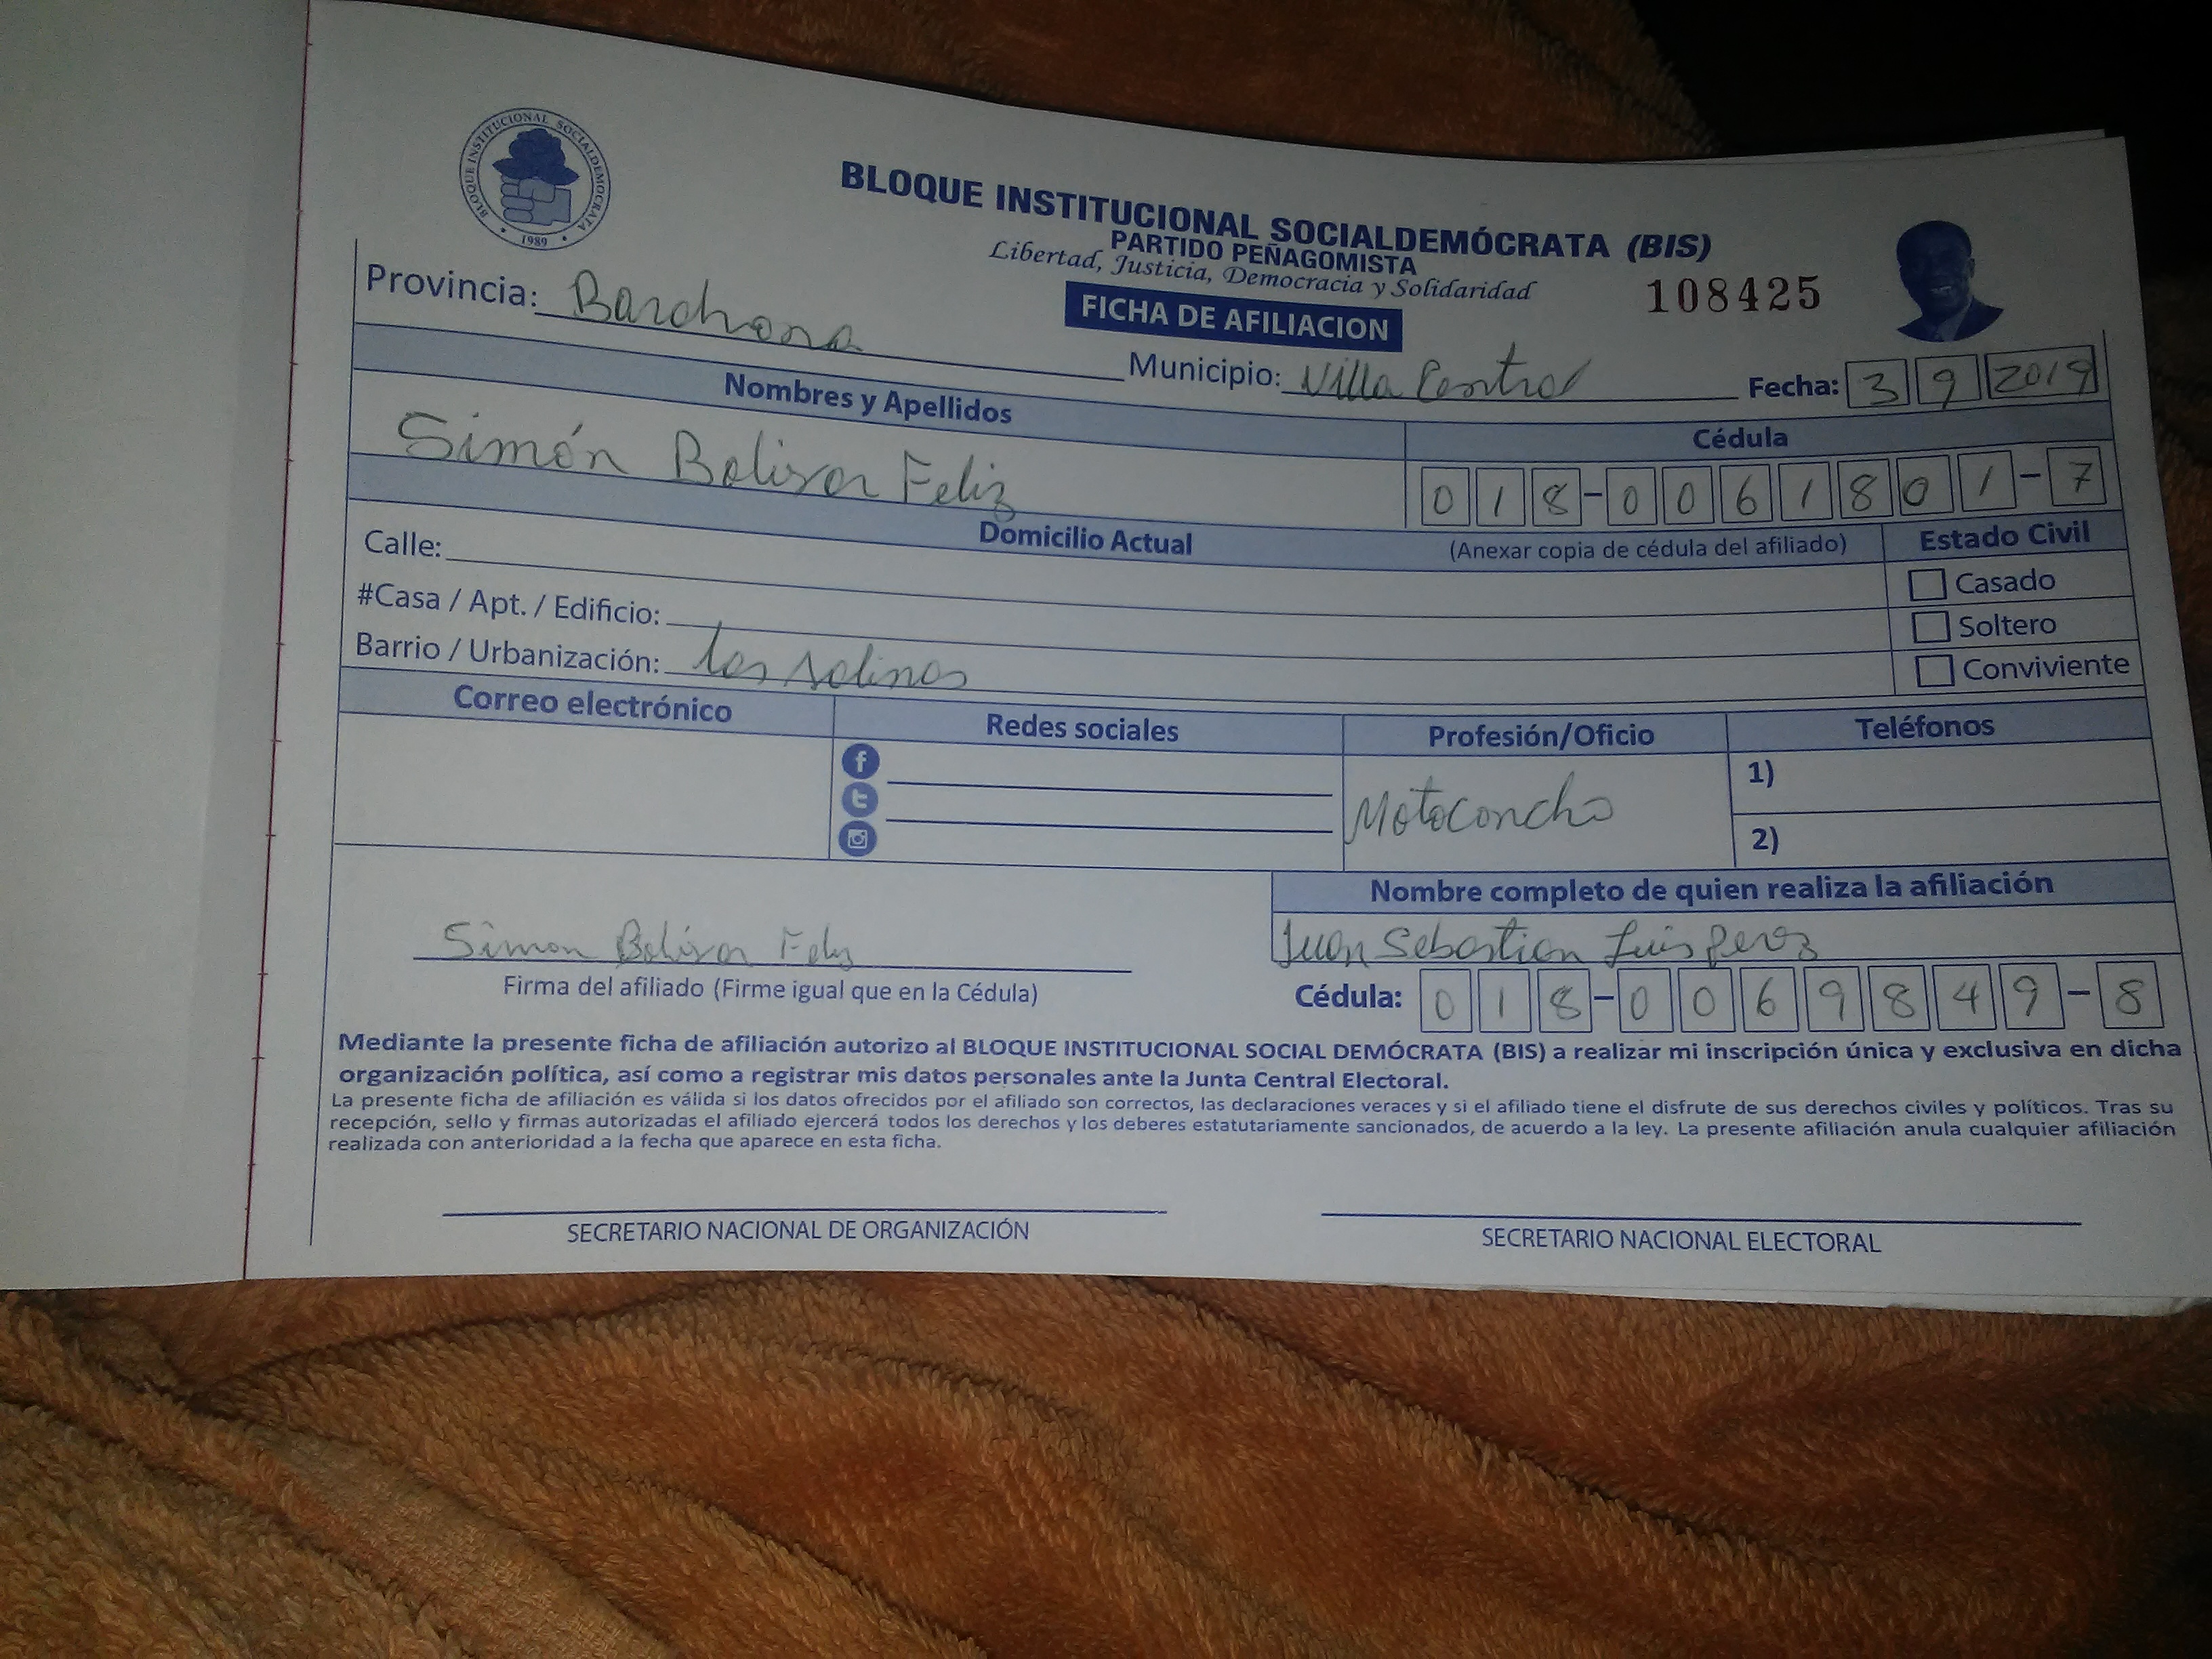 BLOQUE INSTITUCIONAL SOCIALDEMOCRATA
1989
BLOQUE INSTITUCIONAL SOCIALDEMÓCRATA (BIS)
PARTIDO PEÑAGOMISTA
Libertad, Justicia, Democracia y Solidaridad
108425
FICHA DE AFILIACION
Provincia: Barahona
Municipio: Villa Central
Fecha: 3 9 2019
Nombres y Apellidos
Cédula
Simón Bolivar Feliz
018-0061801-7
Domicilio Actual
(Anexar copia de cédula del afiliado)
Estado Civil
Calle:
Casado
#Casa / Apt. / Edificio:
Soltero
Barrio / Urbanización: Las Salinas
Conviviente
Correo electrónico
Redes sociales
Profesión/Oficio
Teléfonos
1)
Motoconcho
2)
Nombre completo de quien realiza la afiliación
Simon Bolivar Feliz
Juan Sebastian Luis Perez
Firma del afiliado (Firme igual que en la Cédula)
Cédula: 018-0069849-8
Mediante la presente ficha de afiliación autorizo al BLOQUE INSTITUCIONAL SOCIAL DEMÓCRATA (BIS) a realizar mi inscripción única y exclusiva en dicha
organización política, así como a registrar mis datos personales ante la Junta Central Electoral.
La presente ficha de afiliación es válida si los datos ofrecidos por el afiliado son correctos, las declaraciones veraces y si el afiliado tiene el disfrute de sus derechos civiles y políticos. Tras su
recepción, sello y firmas autorizadas el afiliado ejercerá todos los derechos y los deberes estatutariamente sancionados, de acuerdo a la ley. La presente afiliación anula cualquier afiliación
realizada con anterioridad a la fecha que aparece en esta ficha.
SECRETARIO NACIONAL DE ORGANIZACIÓN
SECRETARIO NACIONAL ELECTORAL